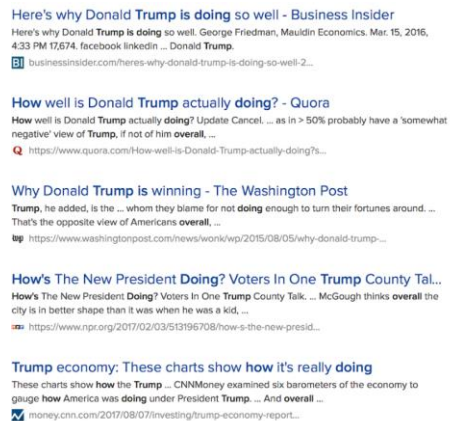 Here's why Donald Trump is doing so well - Business Insider
Here's why Donald Trump is doing so well. George Friedman, Mauldin Economics. Mar. 15, 2016,
4:33 PM 17,674. facebook linkedin ... Donald Trump.
BI businessinsider.com/heres-why-donald-trump-is-doing-so-well-2...
How well is Donald Trump actually doing? - Quora
How well is Donald Trump actually doing? Update Cancel. ... as in > 50% probably have a 'somewhat
negative' view of Trump, if not of him overall, ...
Q https://www.quora.com/How-well-is-Donald-Trump-actually-doing?s...
Why Donald Trump is winning - The Washington Post
Trump, he added, is the ... whom they blame for not doing enough to turn their fortunes around. ...
That's the opposite view of Americans overall, ...
wp https://www.washingtonpost.com/news/wonk/wp/2015/08/05/why-donald-trump-...
How's The New President Doing? Voters In One Trump County Tal...
How's The New President Doing? Voters In One Trump County Talk. ... McGough thinks overall the
city is in better shape than it was when he was a kid, ...
npr https://www.npr.org/2017/02/03/513196708/how-s-the-new-presid...
Trump economy: These charts show how it's really doing
These charts show how the Trump ... CNNMoney examined six barometers of the economy to
gauge how America was doing under President Trump. ... And overall ...
money.cnn.com/2017/08/07/investing/trump-economy-report...